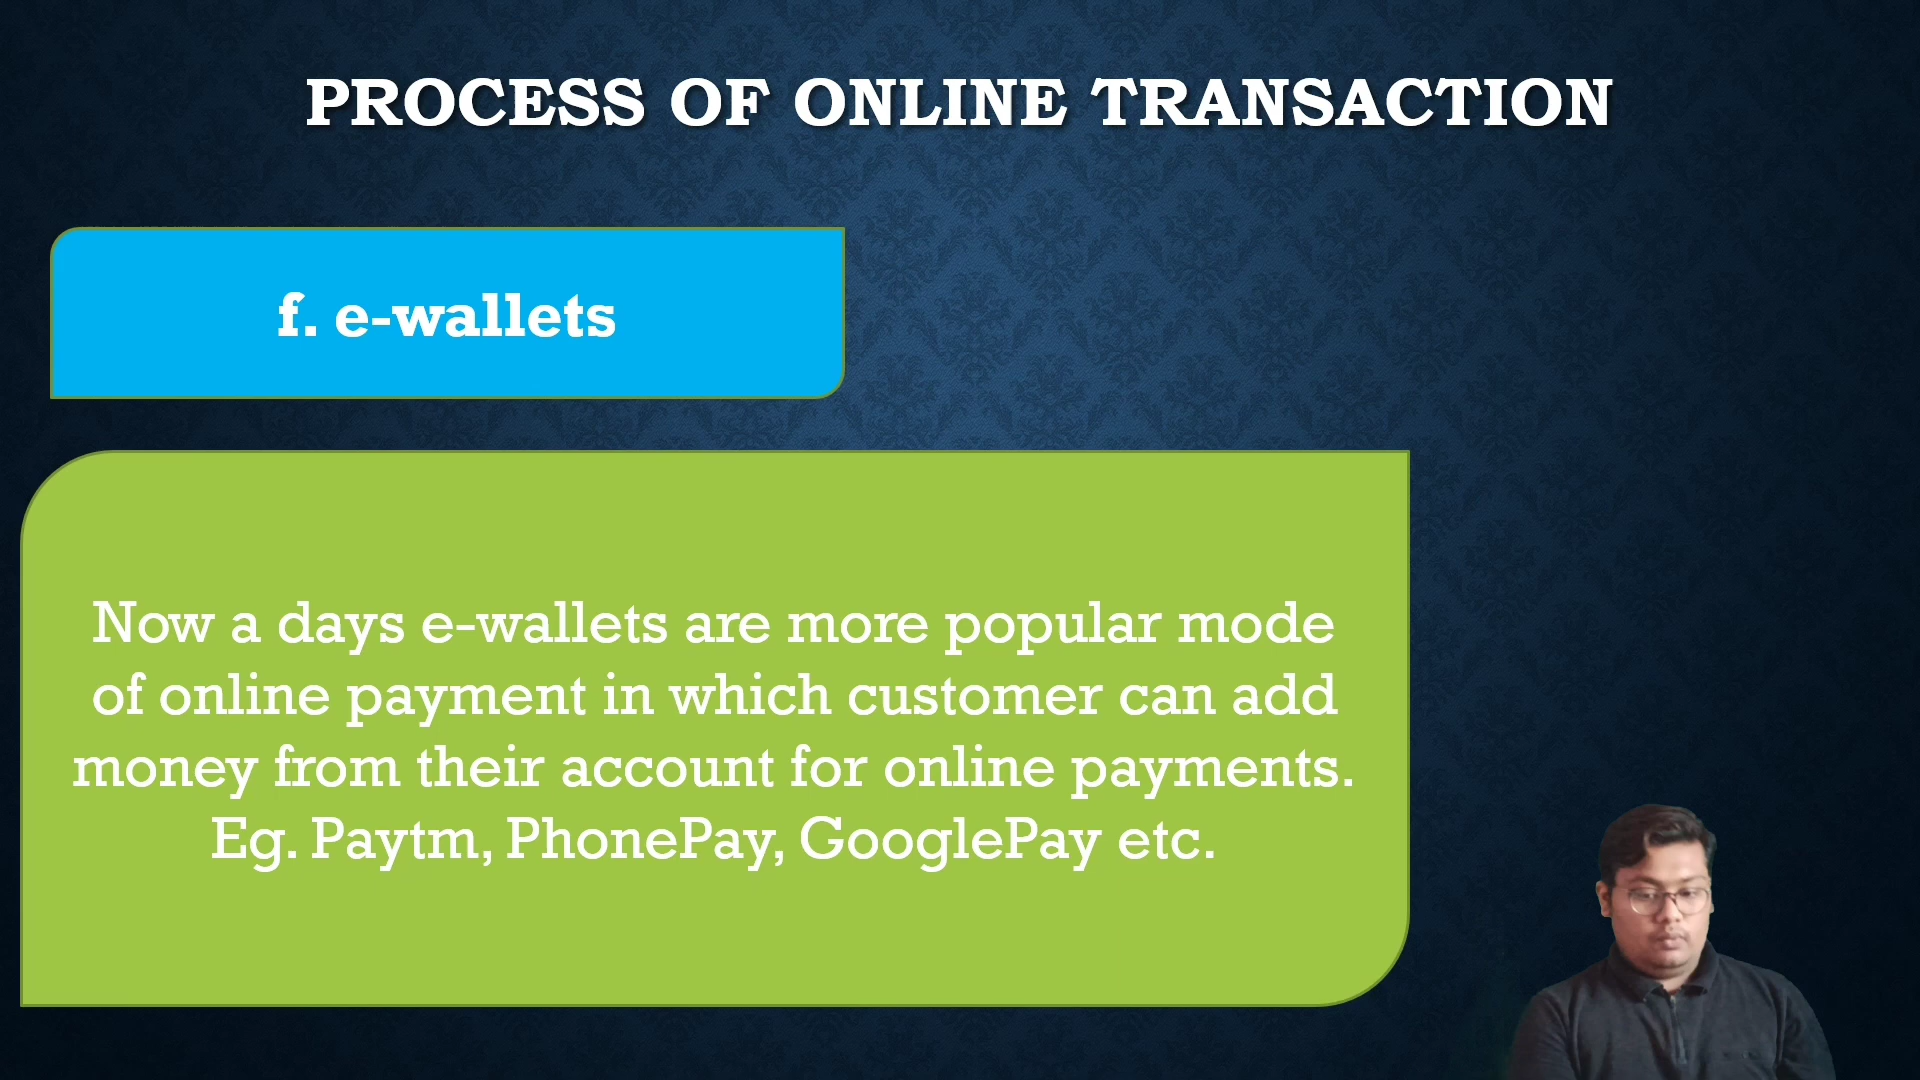 PROCESS OF ONLINE TRANSACTION
f. e-wallets
Now a days e-wallets are more popular mode
of online payment in which customer can add
money from their account for online payments.
Eg. Paytm, PhonePay, GooglePay etc.